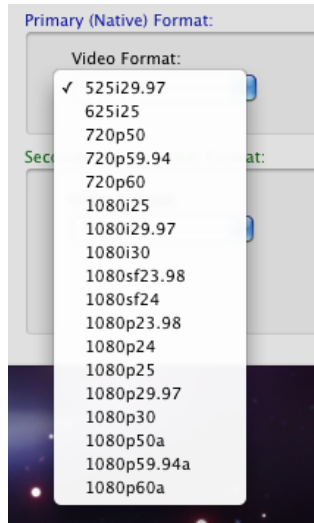 Primary (Native) Format:
Video Format:
✓ 525i29.97
625i25
720p50
720p59.94
720p60
1080i25
1080i29.97
1080i30
1080sf23.98
1080sf24
1080p23.98
1080p24
1080p25
1080p29.97
1080p30
1080p50a
1080p59.94a
1080p60a